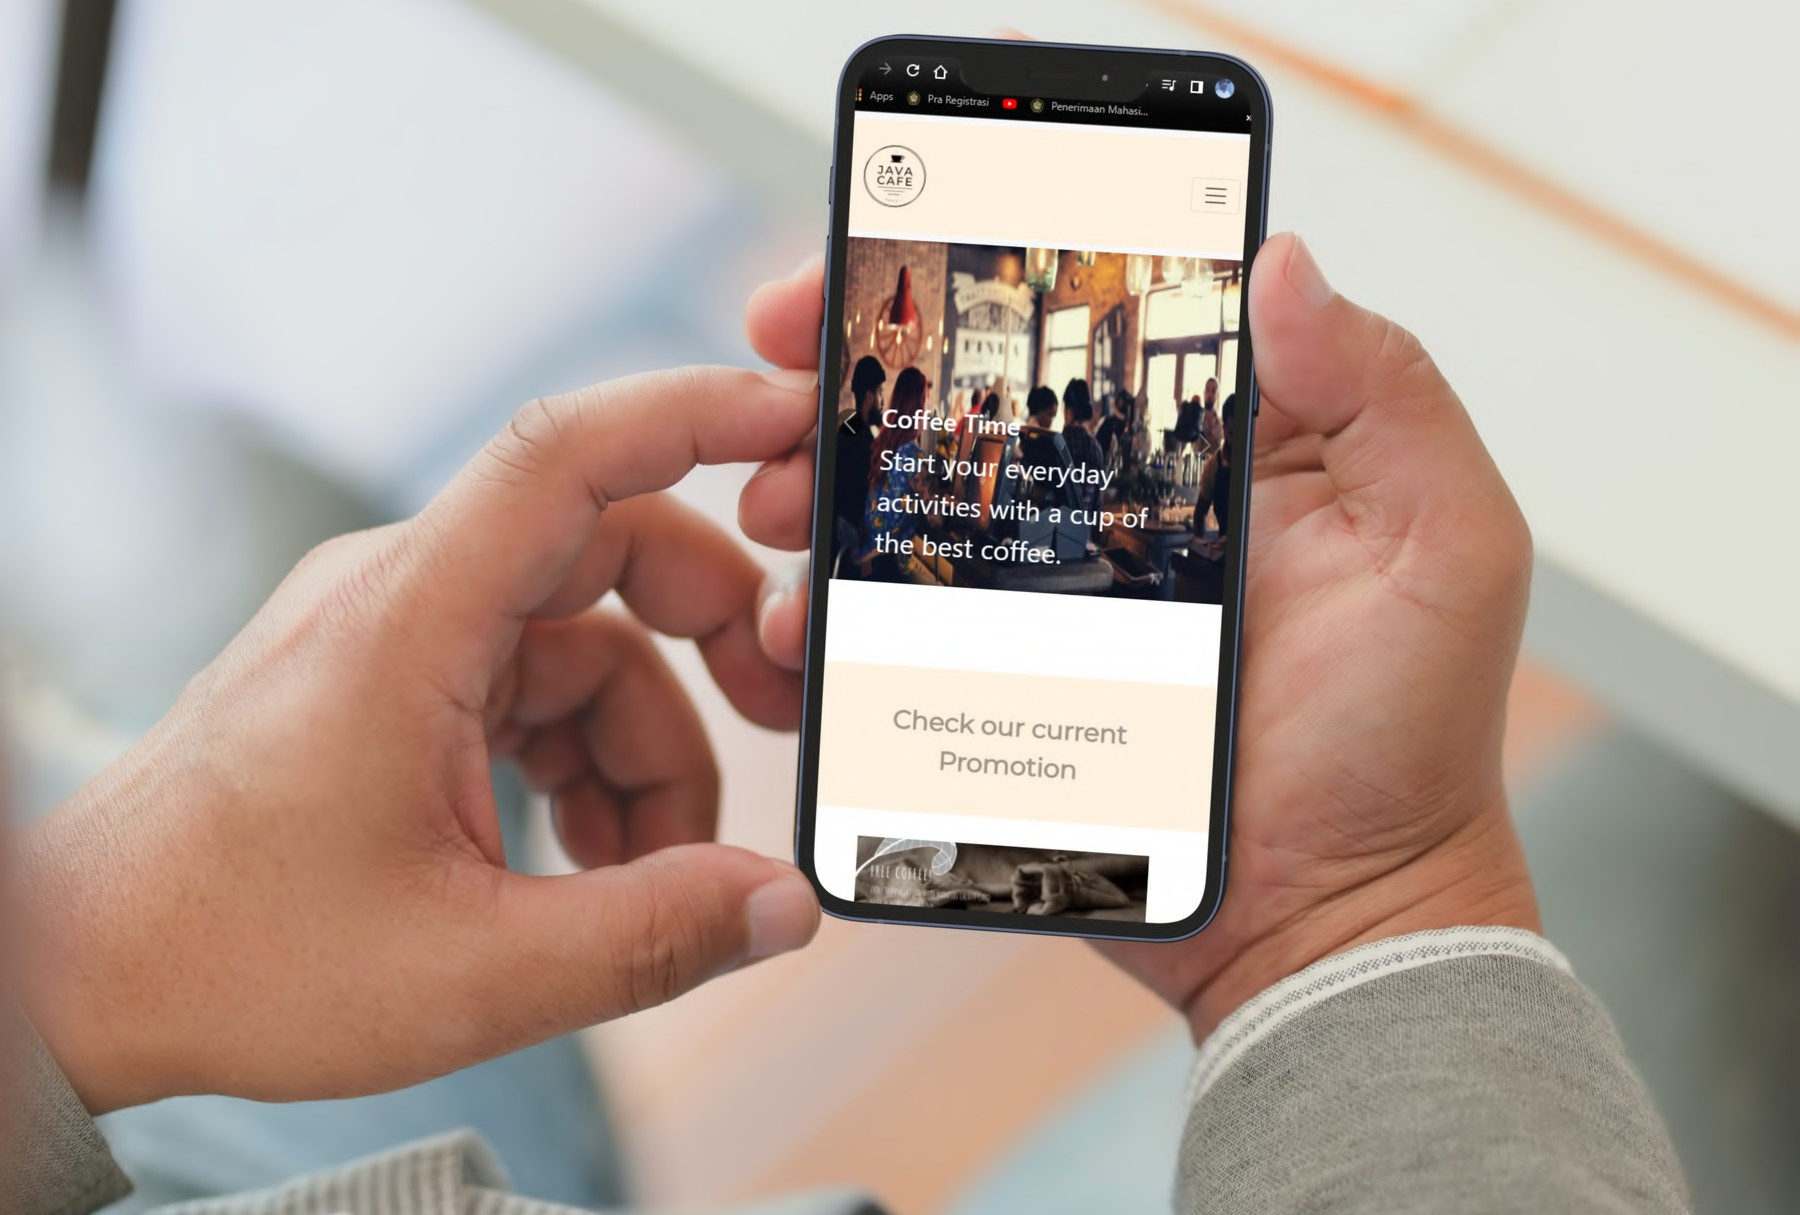 Apps Pra Registrasi Penerimaan Mahasi...
JAVA
CAFE
Coffee Time
Start your everyday
activities with a cup of
the best coffee.
Check our current
Promotion
FREE COFFEE!